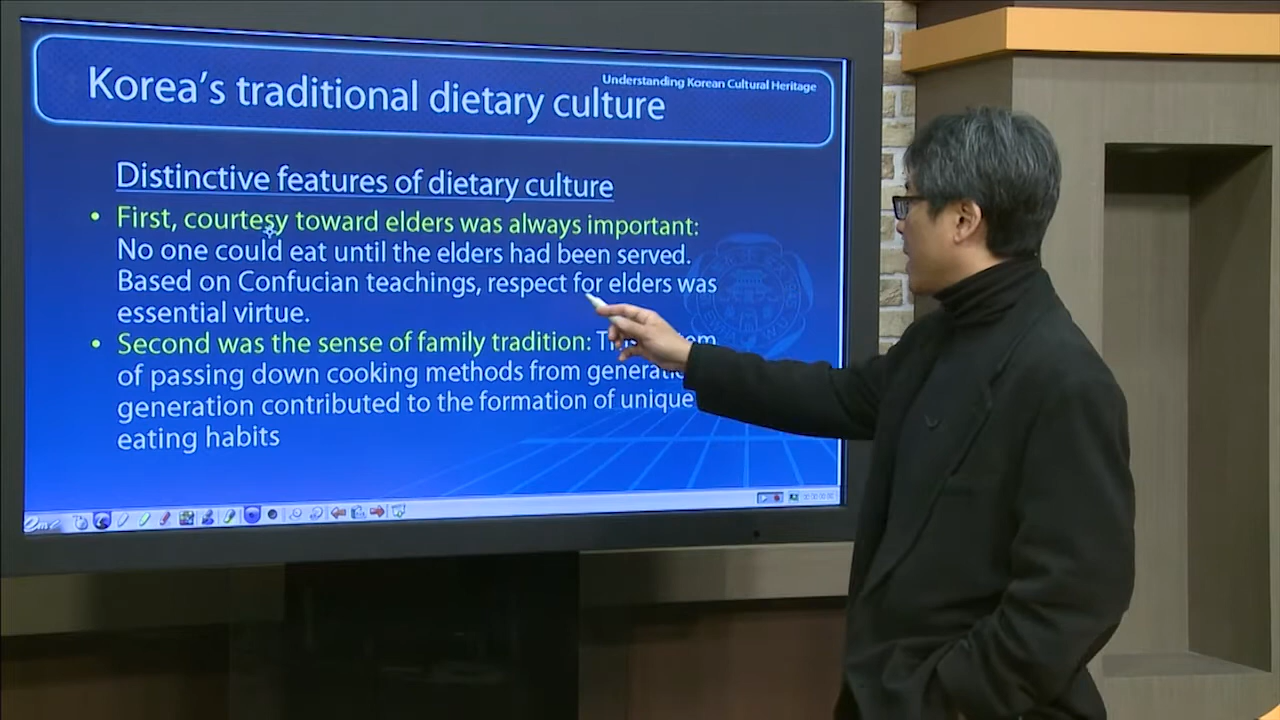 Understanding Korean Cultural Heritage
Korea's traditional dietary culture
Distinctive features of dietary culture
• First, courtesy toward elders was always important:
No one could eat until the elders had been served.
Based on Confucian teachings, respect for elders was
essential virtue.
• Second was the sense of family tradition:
of passing down cooking methods from
generation contributed to the formation of unique
eating habits